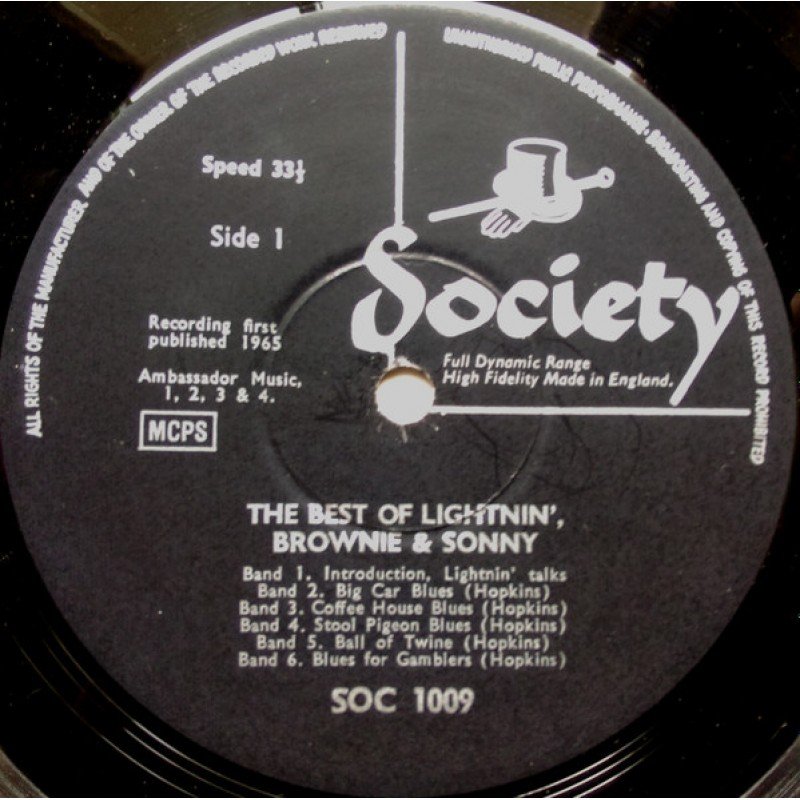 ALL RIGHTS OF THE MANUFACTURER AND OF THE OWNER OF THE RECORDED WORK RESERVED
UNAUTHORISED PUBLIC PERFORMANCE · BROADCASTING AND COPYING OF THIS RECORD PROHIBITED
Speed 33⅓
Side 1
Society
Recording first
published 1965
Full Dynamic Range
High Fidelity Made in England.
Ambassador Music,
1, 2, 3 & 4.
MCPS
THE BEST OF LIGHTNIN',
BROWNIE & SONNY
Band 1. Introduction, Lightnin' talks
Band 2. Big Car Blues (Hopkins)
Band 3. Coffee House Blues (Hopkins)
Band 4. Stool Pigeon Blues (Hopkins)
Band 5. Ball of Twine (Hopkins)
Band 6. Blues for Gamblers (Hopkins)
SOC 1009